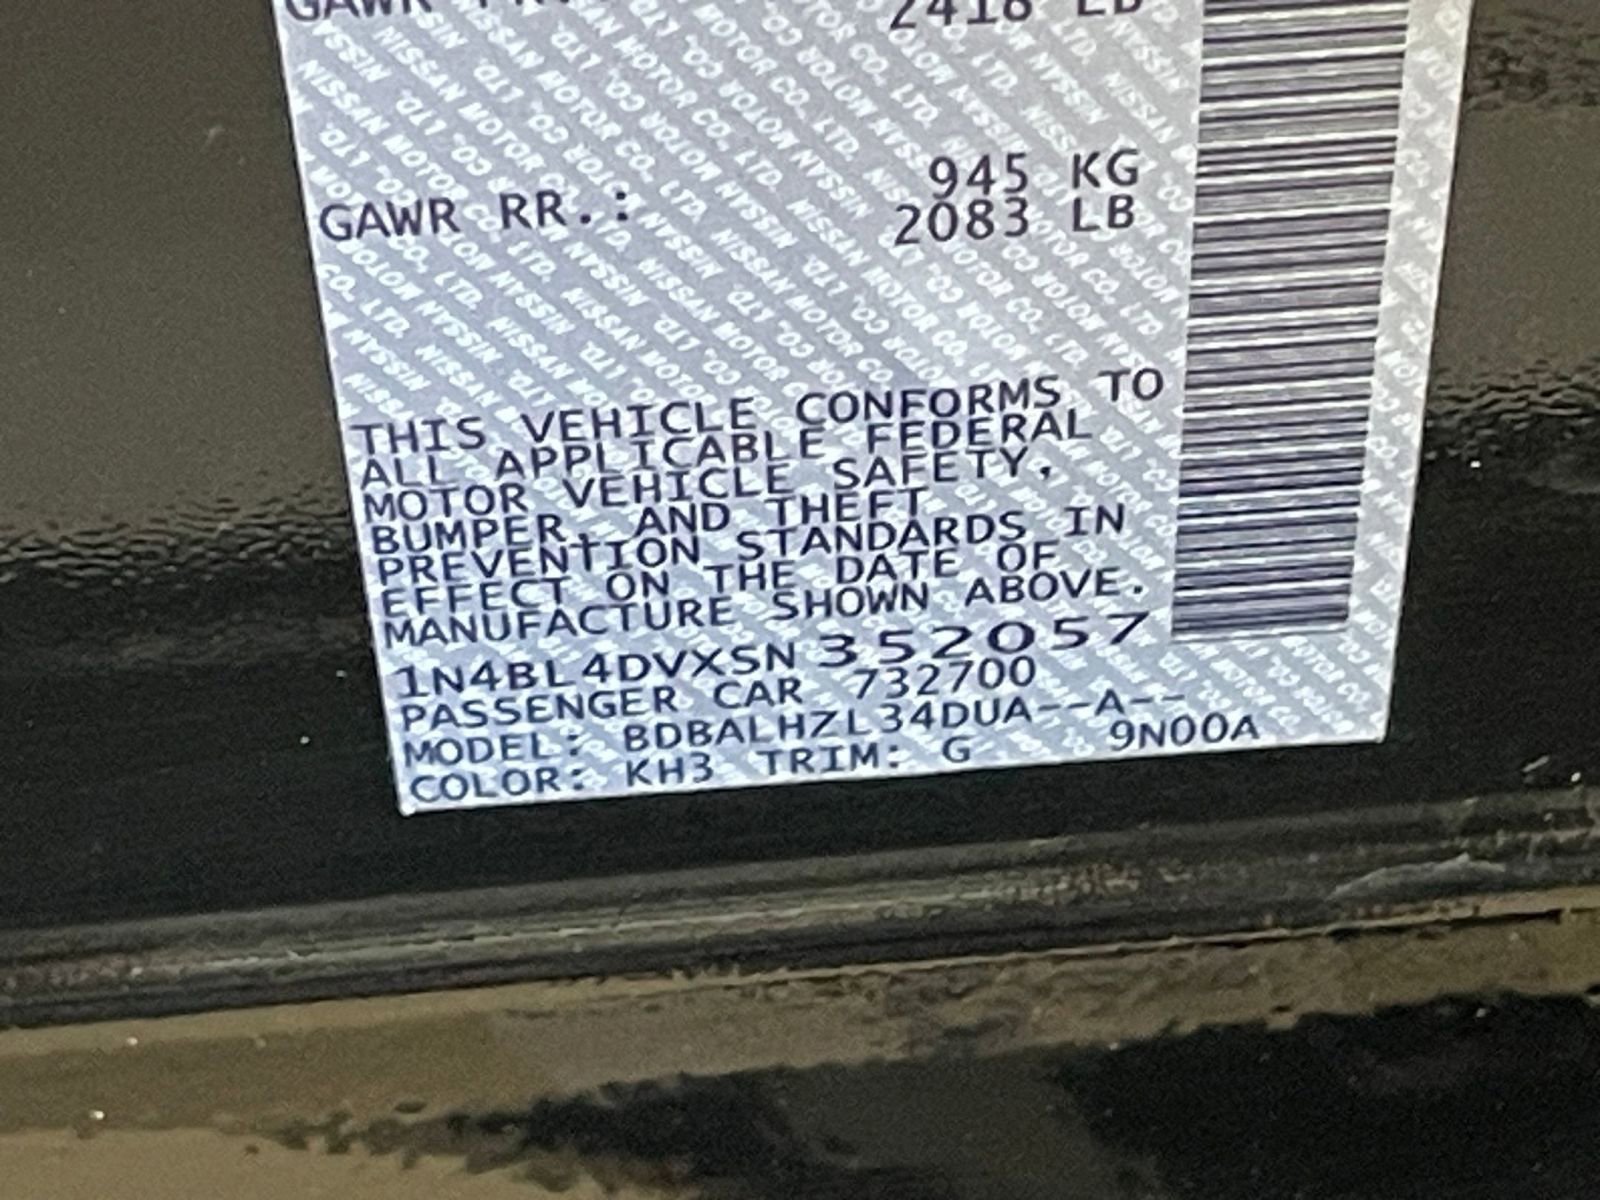 2418 LB
945 KG
GAWR RR.: 2083 LB
THIS VEHICLE CONFORMS TO
ALL APPLICABLE FEDERAL
MOTOR VEHICLE SAFETY,
BUMPER, AND THEFT
PREVENTION STANDARDS IN
EFFECT ON THE DATE OF
MANUFACTURE SHOWN ABOVE.
1N4BL4DVXSN352057
PASSENGER CAR 732700
MODEL: BDBALHZL34DUA--A--
COLOR: KH3 TRIM: G 9N00A